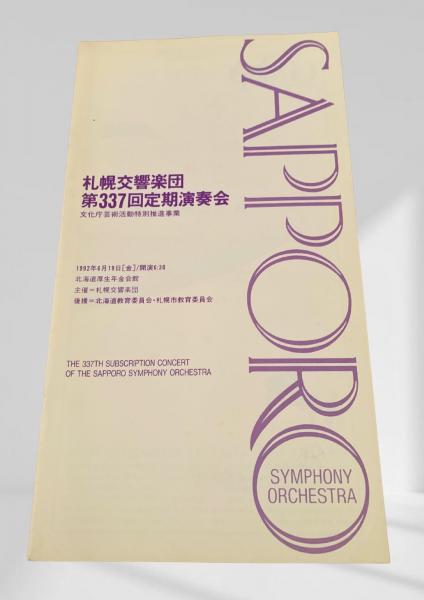 札幌交響楽団
第337回定期演奏会
文化庁芸術活動特別推進事業
1992年6月19日[金]/開演6:30
北海道厚生年金会館
主催=札幌交響楽団
後援=北海道教育委員会・札幌市教育委員会
THE 337TH SUBSCRIPTION CONCERT
OF THE SAPPORO SYMPHONY ORCHESTRA
SAPPORO
SYMPHONY
ORCHESTRA